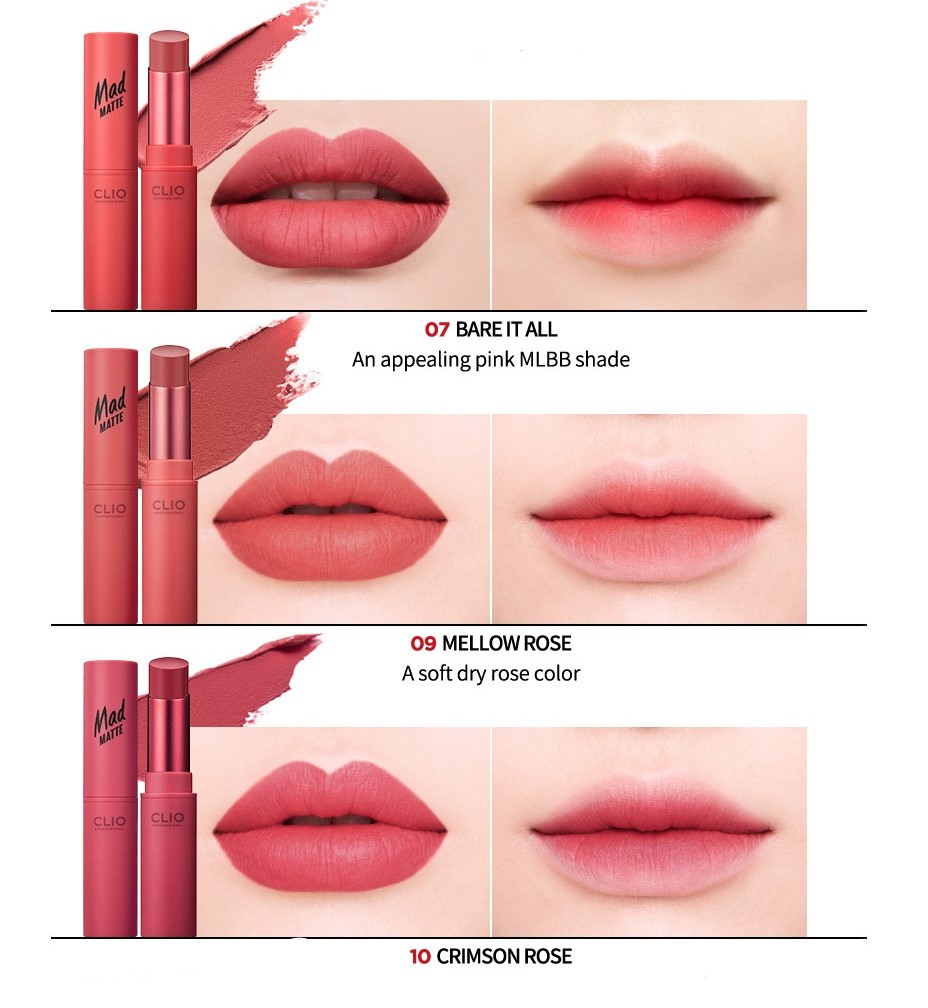 Mad
MATTE
CLIO
CLIO
07 BARE IT ALL
An appealing pink MLBB shade
Mad
MATTE
CLIO
CLIO
09 MELLOW ROSE
A soft dry rose color
Mad
MATTE
CLIO
CLIO
10 CRIMSON ROSE